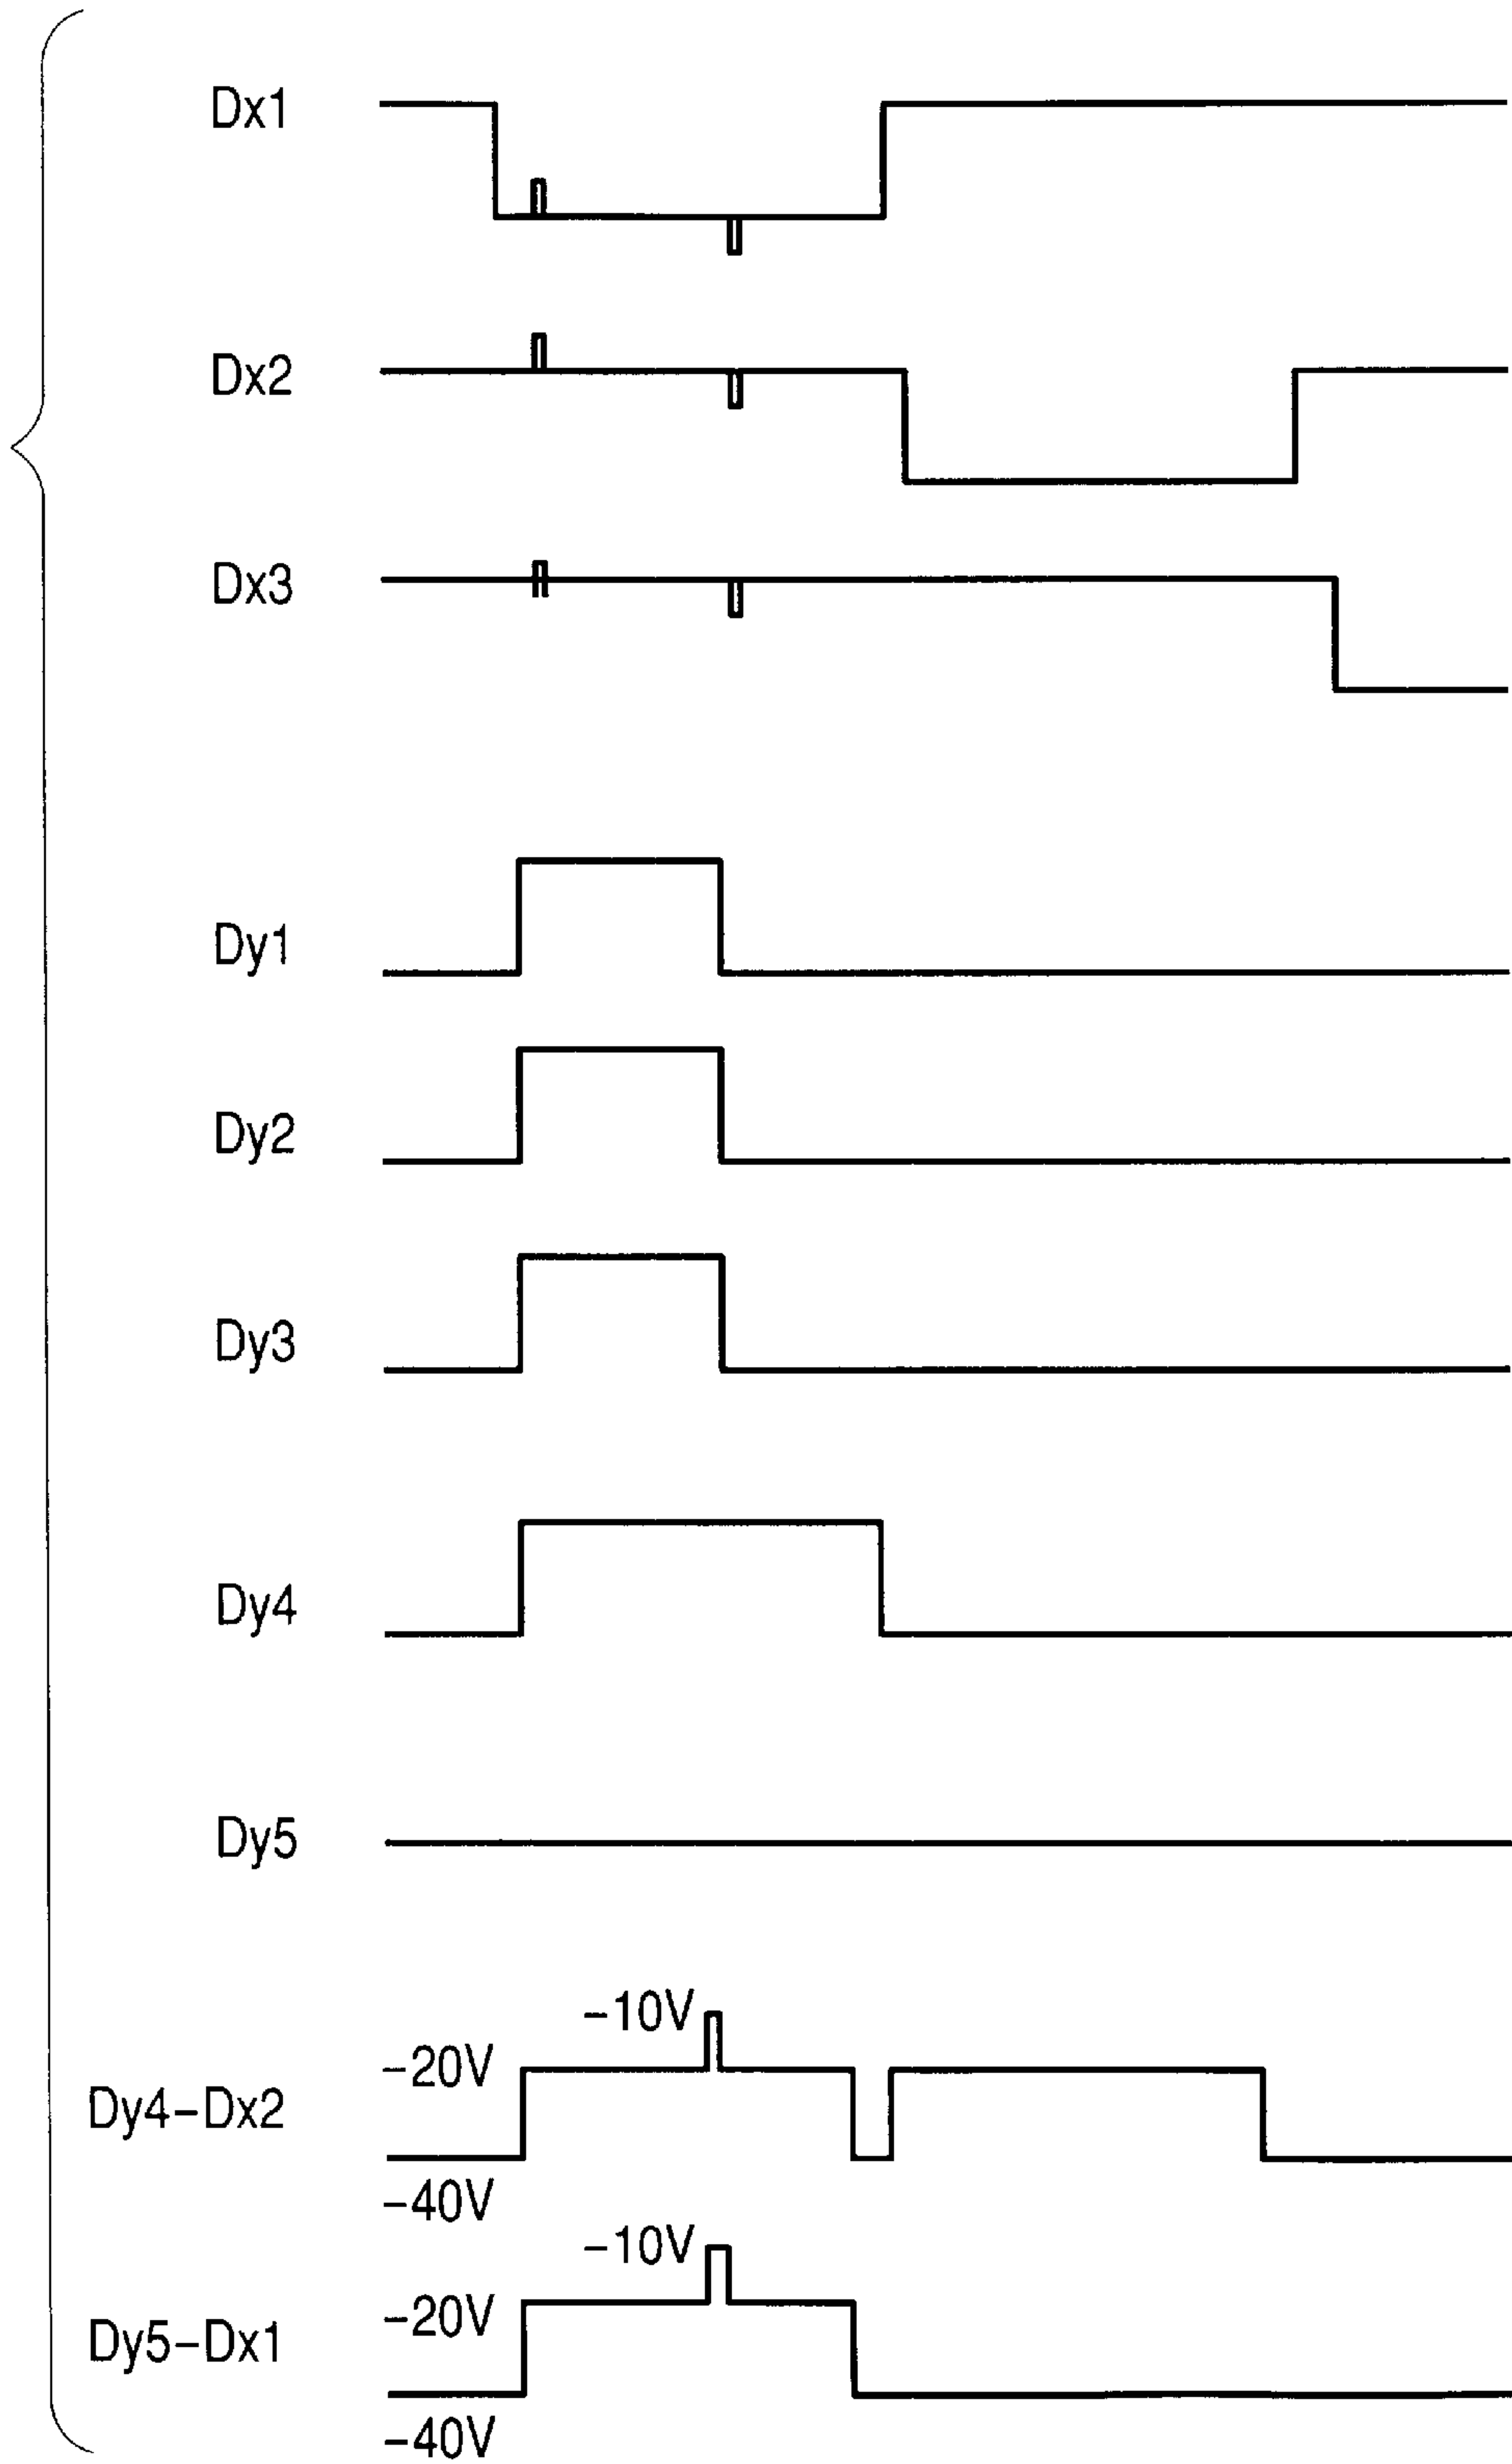 Dx1
Dx2
Dx3
Dy1
Dy2
Dy3
Dy4
Dy5
-10V
-20V
Dy4-Dx2
-40V
-10V
-20V
Dy5-Dx1
-40V